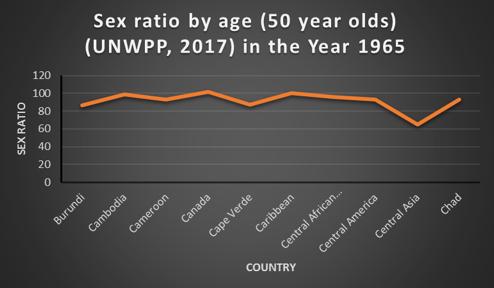 Sex ratio by age (50 year olds)
(UNWPP, 2017) in the Year 1965
120
100
80
60
40
20
0
SEX RATIO
Burundi
Cambodia
Cameroon
Canada
Cape Verde
Caribbean
Central African...
Central America
Central Asia
Chad
COUNTRY